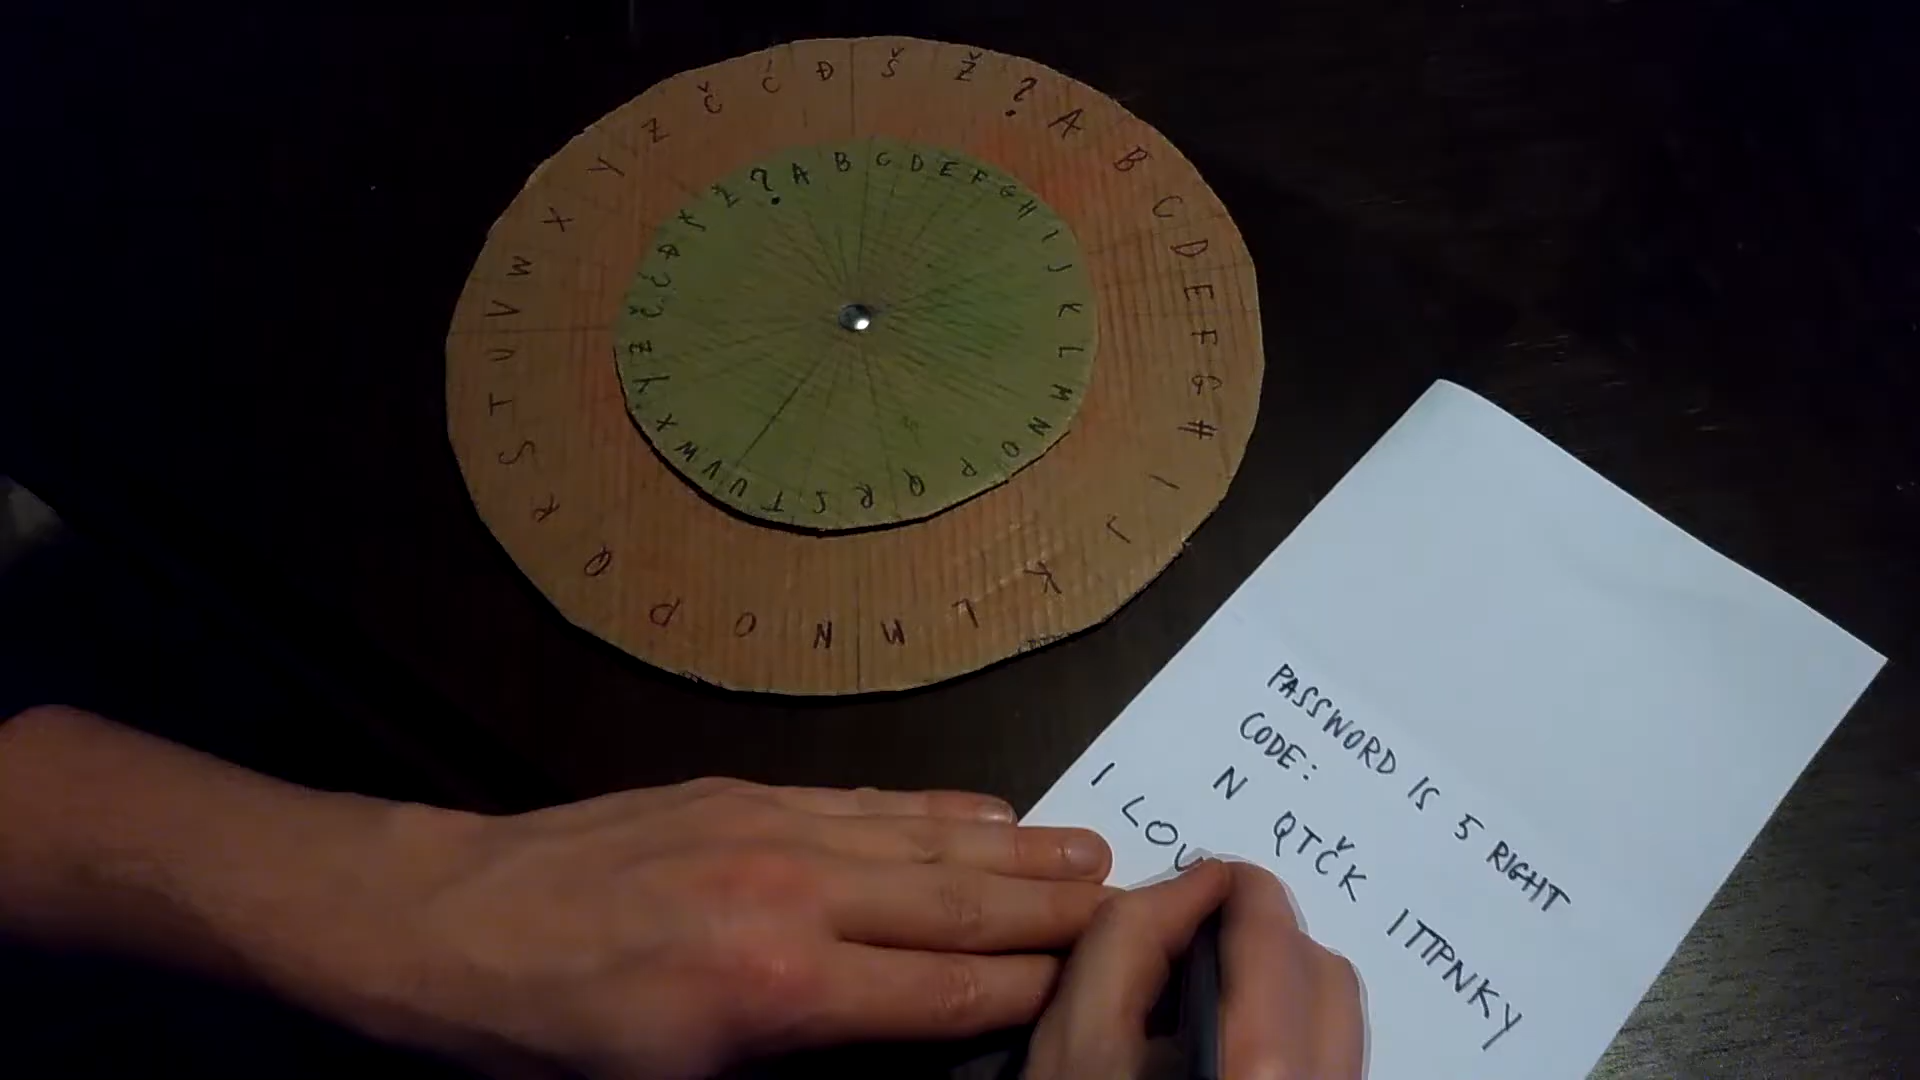 A B C D E F G H I J K L M N O P Q R S T U V W X Y Z Č Ć Đ Š Ž ?
A B C D E F G H I J K L M N O P Q R S T U V W X Y Z Č Ć Đ Š Ž ?
PASSWORD IS 5 RIGHT
CODE:
N QTČK ITTPNKY
I LOV